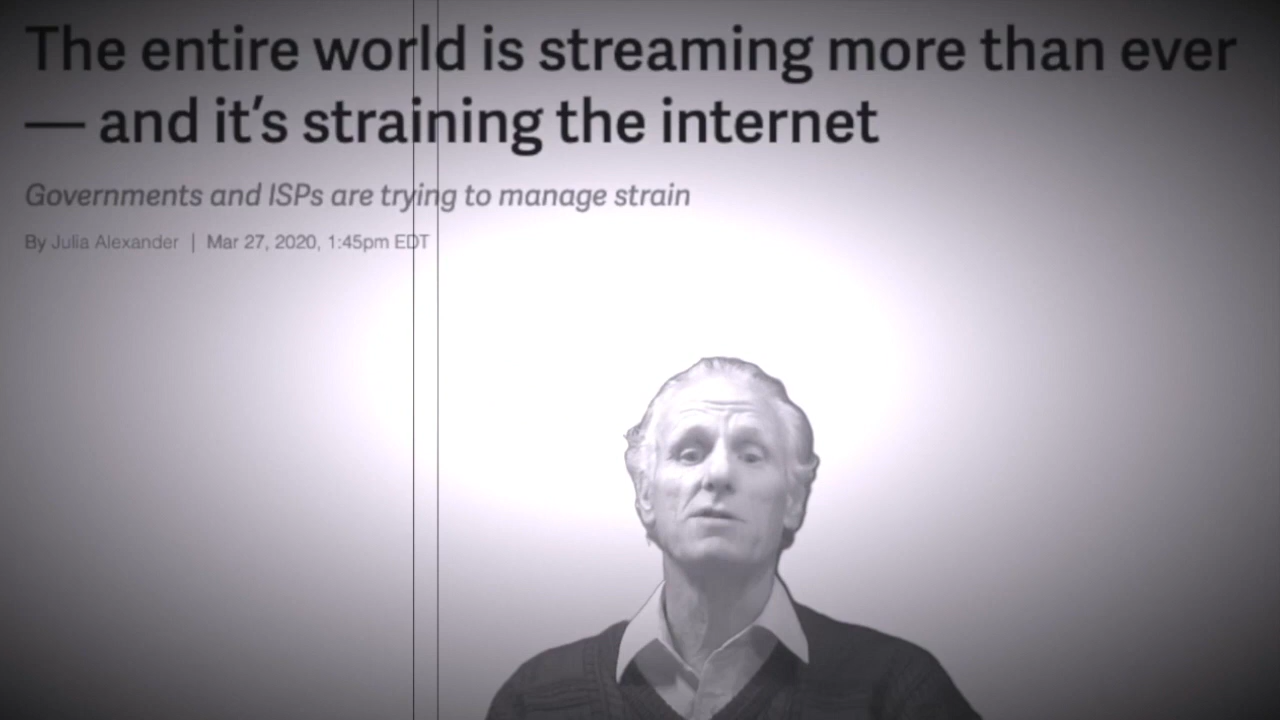 The entire world is streaming more than ever
— and it’s straining the internet
Governments and ISPs are trying to manage strain
By Julia Alexander | Mar 27, 2020, 1:45pm EDT